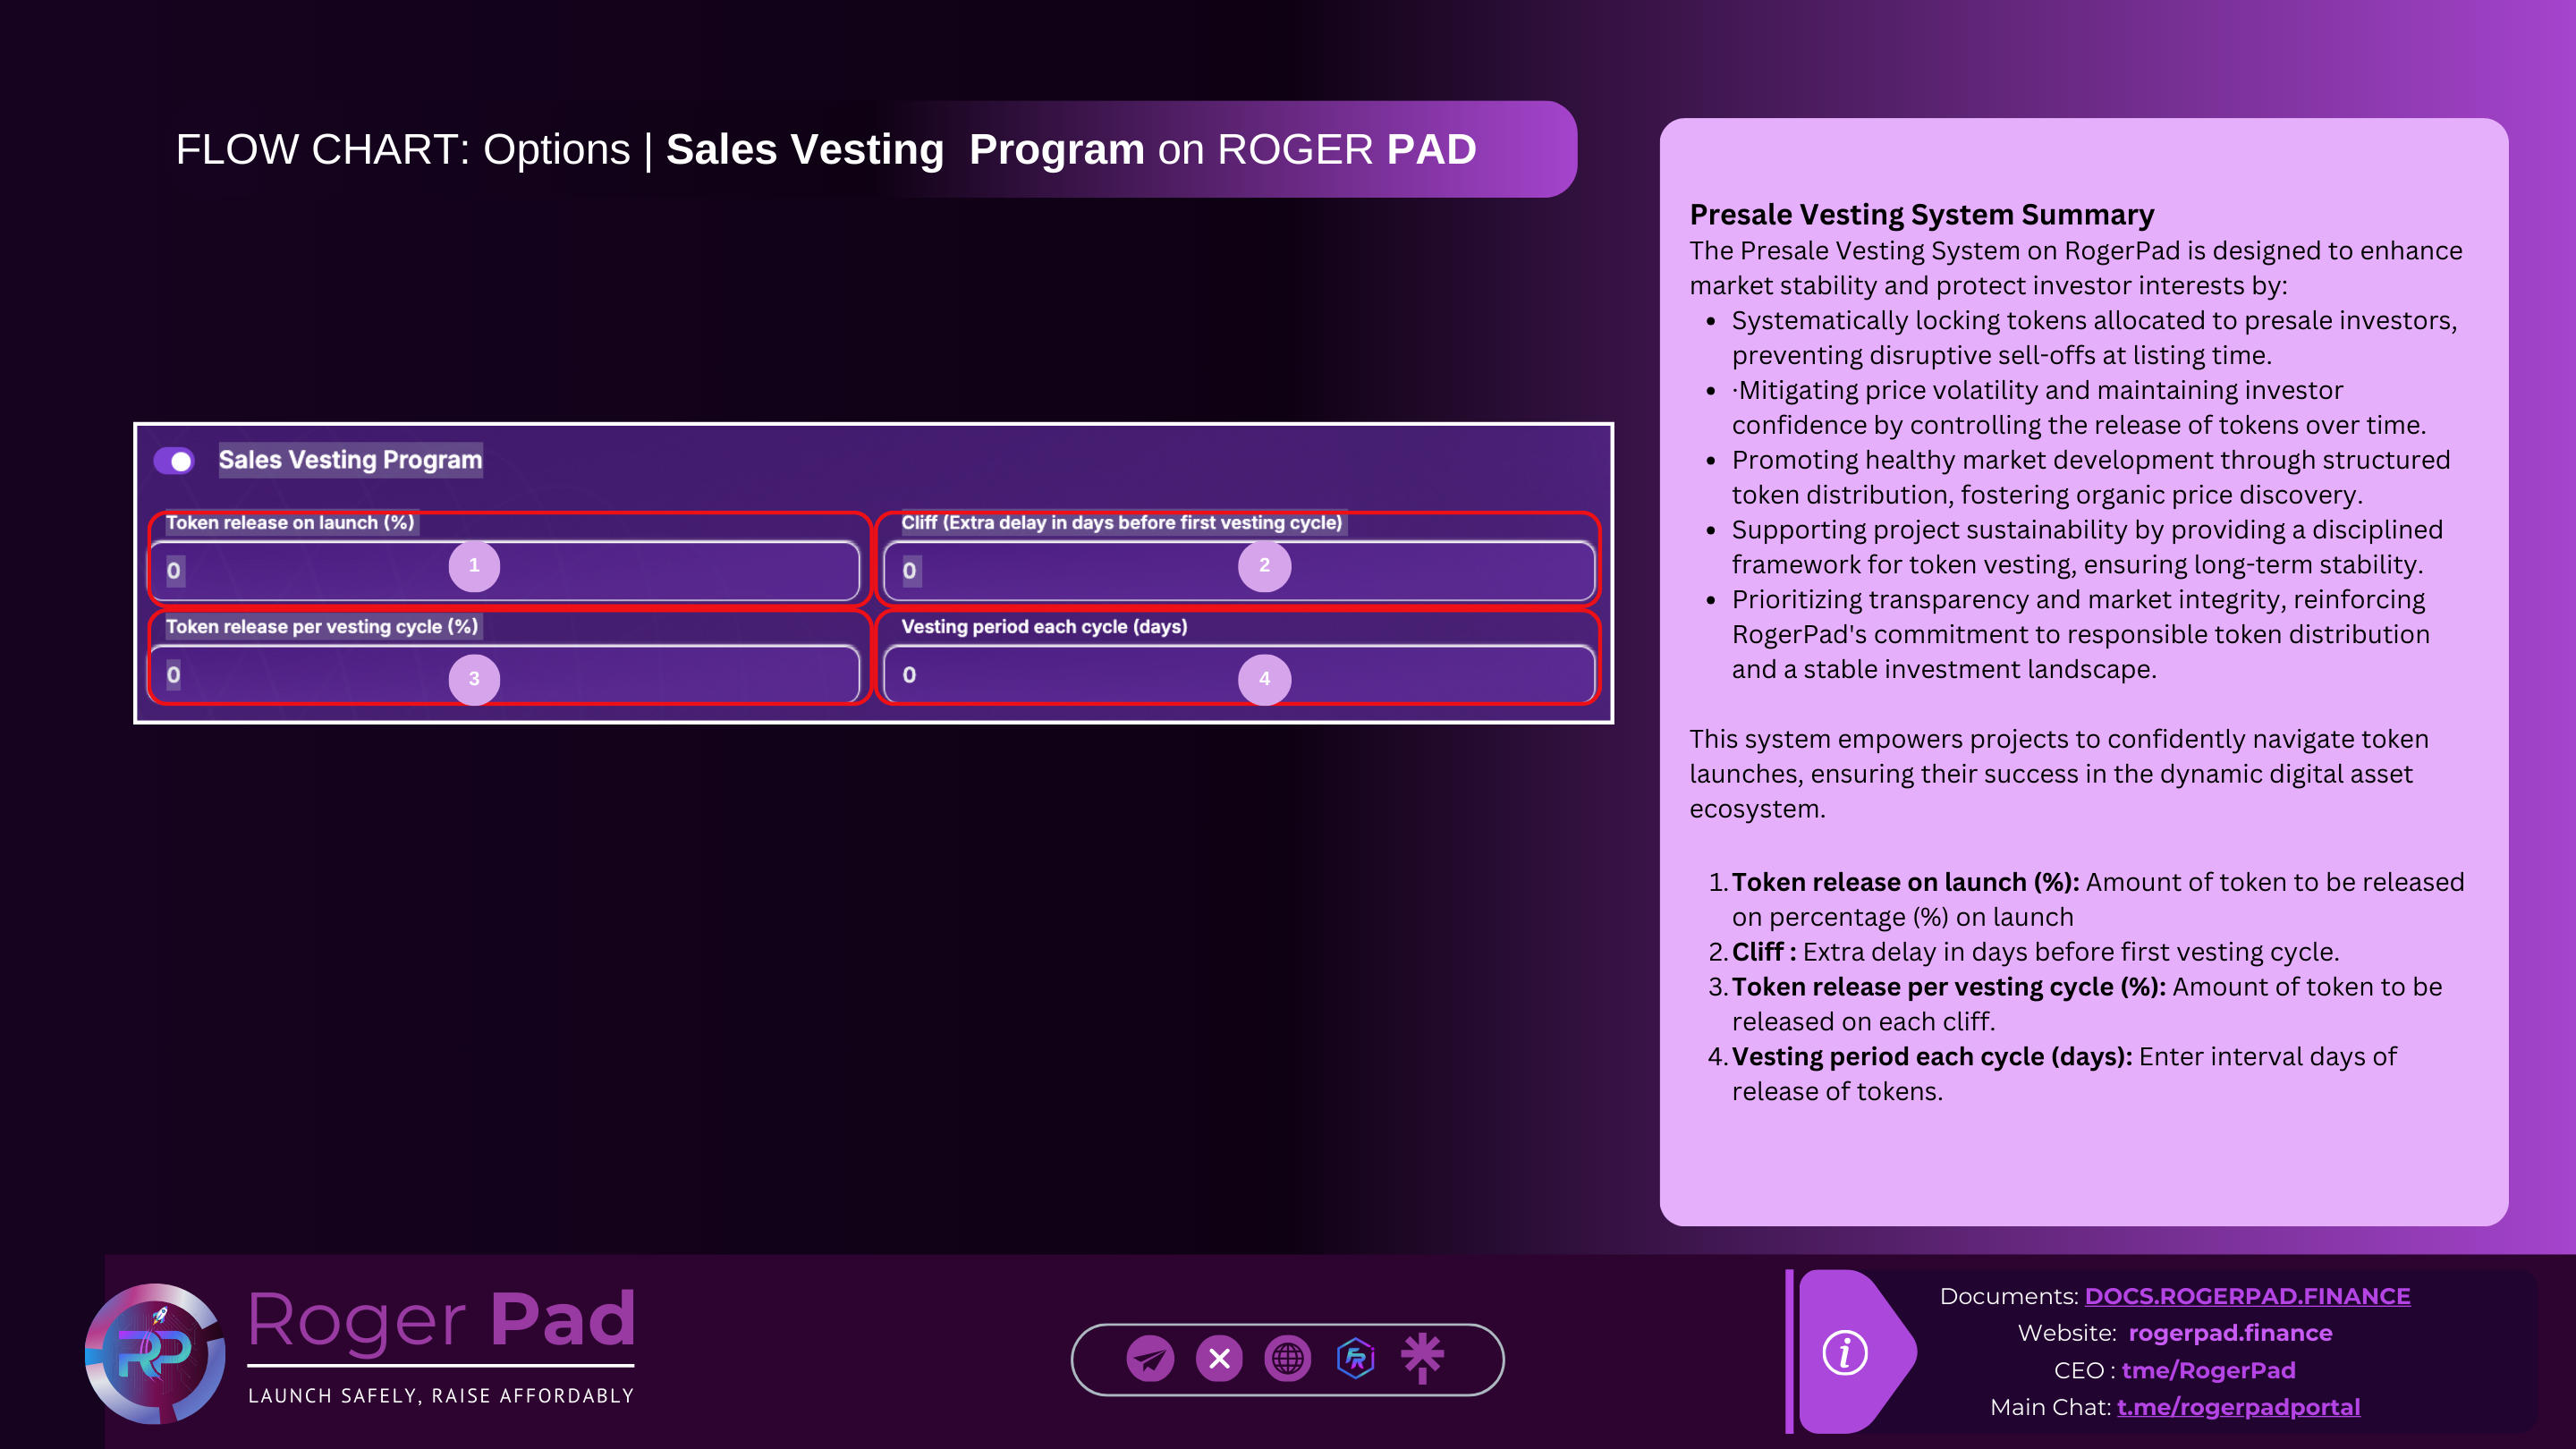 FLOW CHART: Options | Sales Vesting Program on ROGER PAD
Sales Vesting Program
Token release on launch (%)
Cliff (Extra delay in days before first vesting cycle)
0
1
0
2
Token release per vesting cycle (%)
Vesting period each cycle (days)
0
3
0
4
Presale Vesting System Summary
The Presale Vesting System on RogerPad is designed to enhance
market stability and protect investor interests by:
• Systematically locking tokens allocated to presale investors,
preventing disruptive sell-offs at listing time.
• ·Mitigating price volatility and maintaining investor
confidence by controlling the release of tokens over time.
• Promoting healthy market development through structured
token distribution, fostering organic price discovery.
• Supporting project sustainability by providing a disciplined
framework for token vesting, ensuring long-term stability.
• Prioritizing transparency and market integrity, reinforcing
RogerPad's commitment to responsible token distribution
and a stable investment landscape.
This system empowers projects to confidently navigate token
launches, ensuring their success in the dynamic digital asset
ecosystem.
1. Token release on launch (%): Amount of token to be released
on percentage (%) on launch
2. Cliff : Extra delay in days before first vesting cycle.
3. Token release per vesting cycle (%): Amount of token to be
released on each cliff.
4. Vesting period each cycle (days): Enter interval days of
release of tokens.
RP
Roger Pad
LAUNCH SAFELY, RAISE AFFORDABLY
FR
i
Documents: DOCS.ROGERPAD.FINANCE
Website: rogerpad.finance
CEO : tme/RogerPad
Main Chat: t.me/rogerpadportal